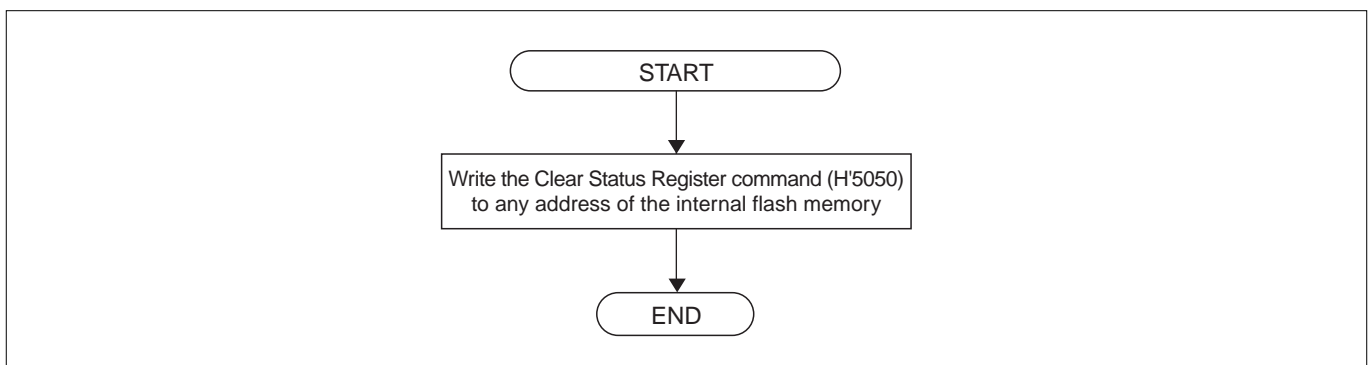 START
Write the Clear Status Register command (H'5050)
to any address of the internal flash memory
END